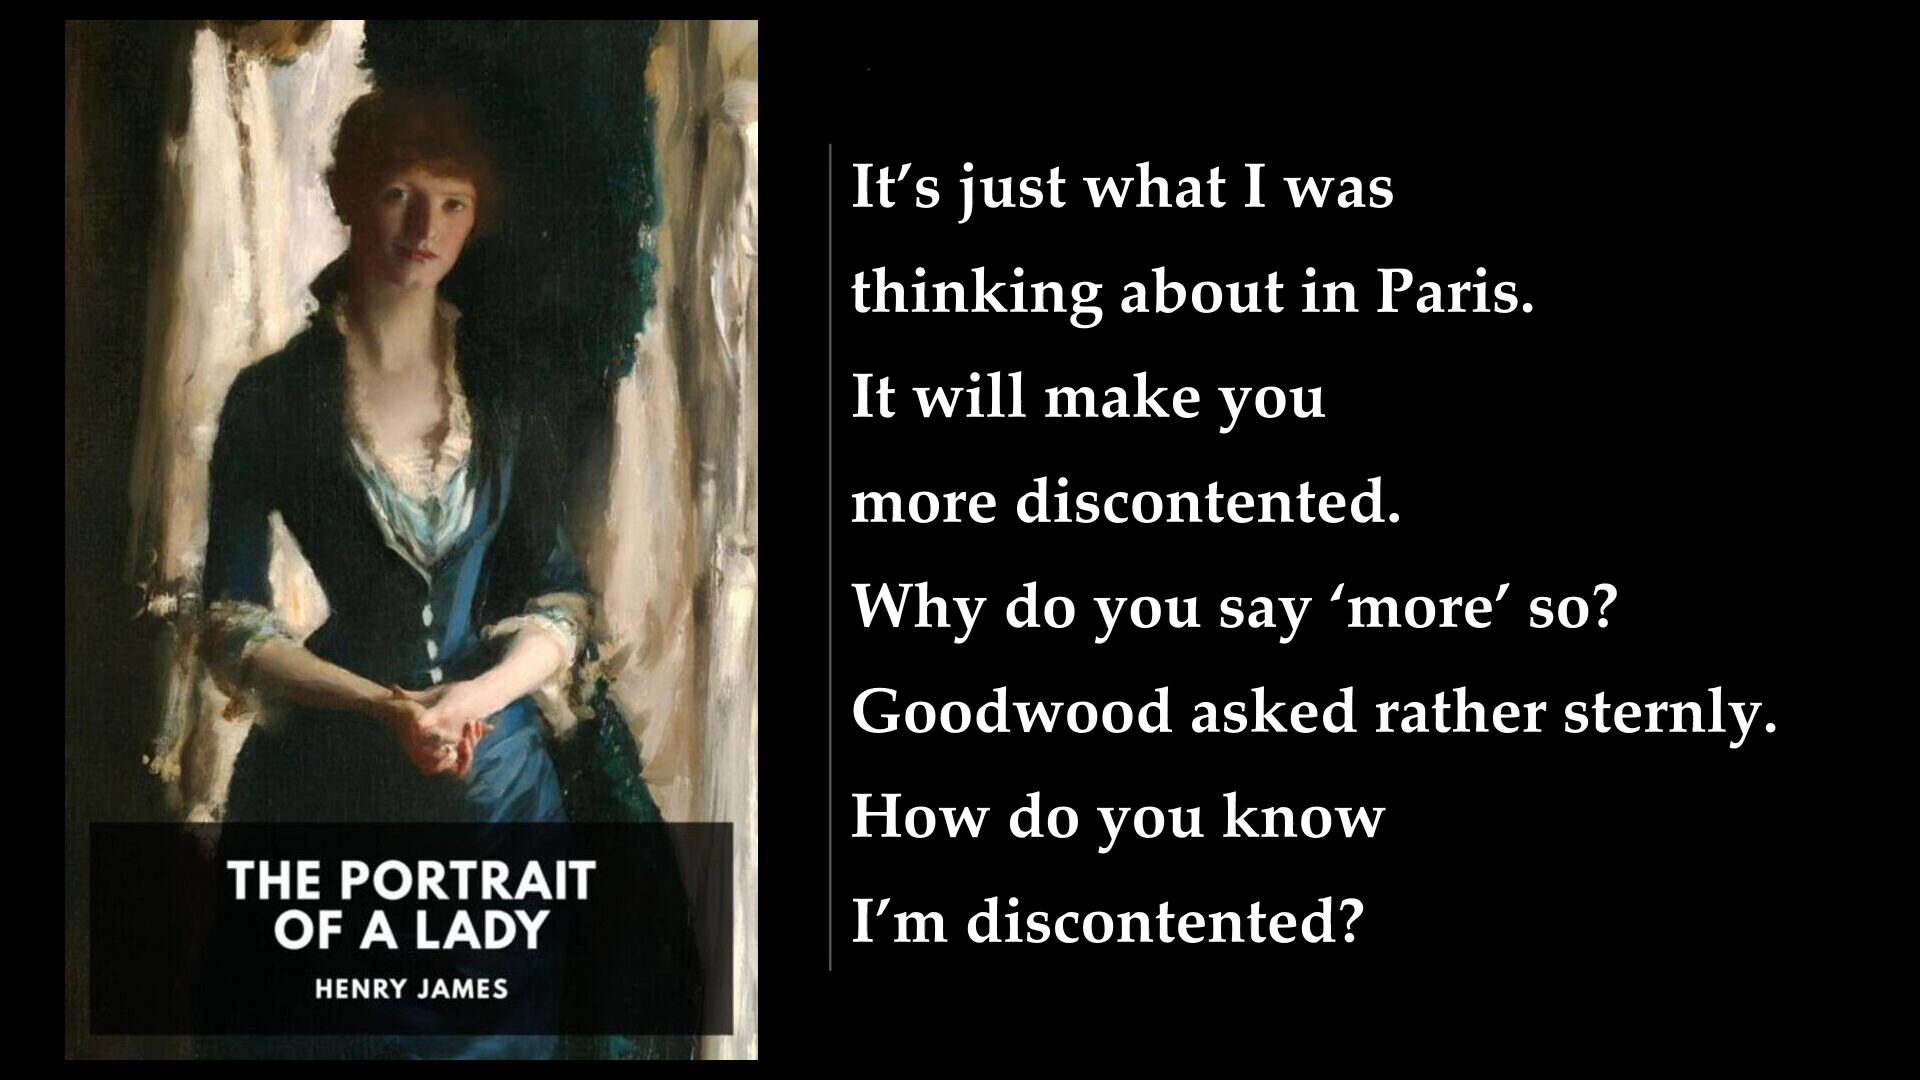 THE PORTRAIT
OF A LADY
HENRY JAMES
It’s just what I was
thinking about in Paris.
It will make you
more discontented.
Why do you say ‘more’ so?
Goodwood asked rather sternly.
How do you know
I’m discontented?